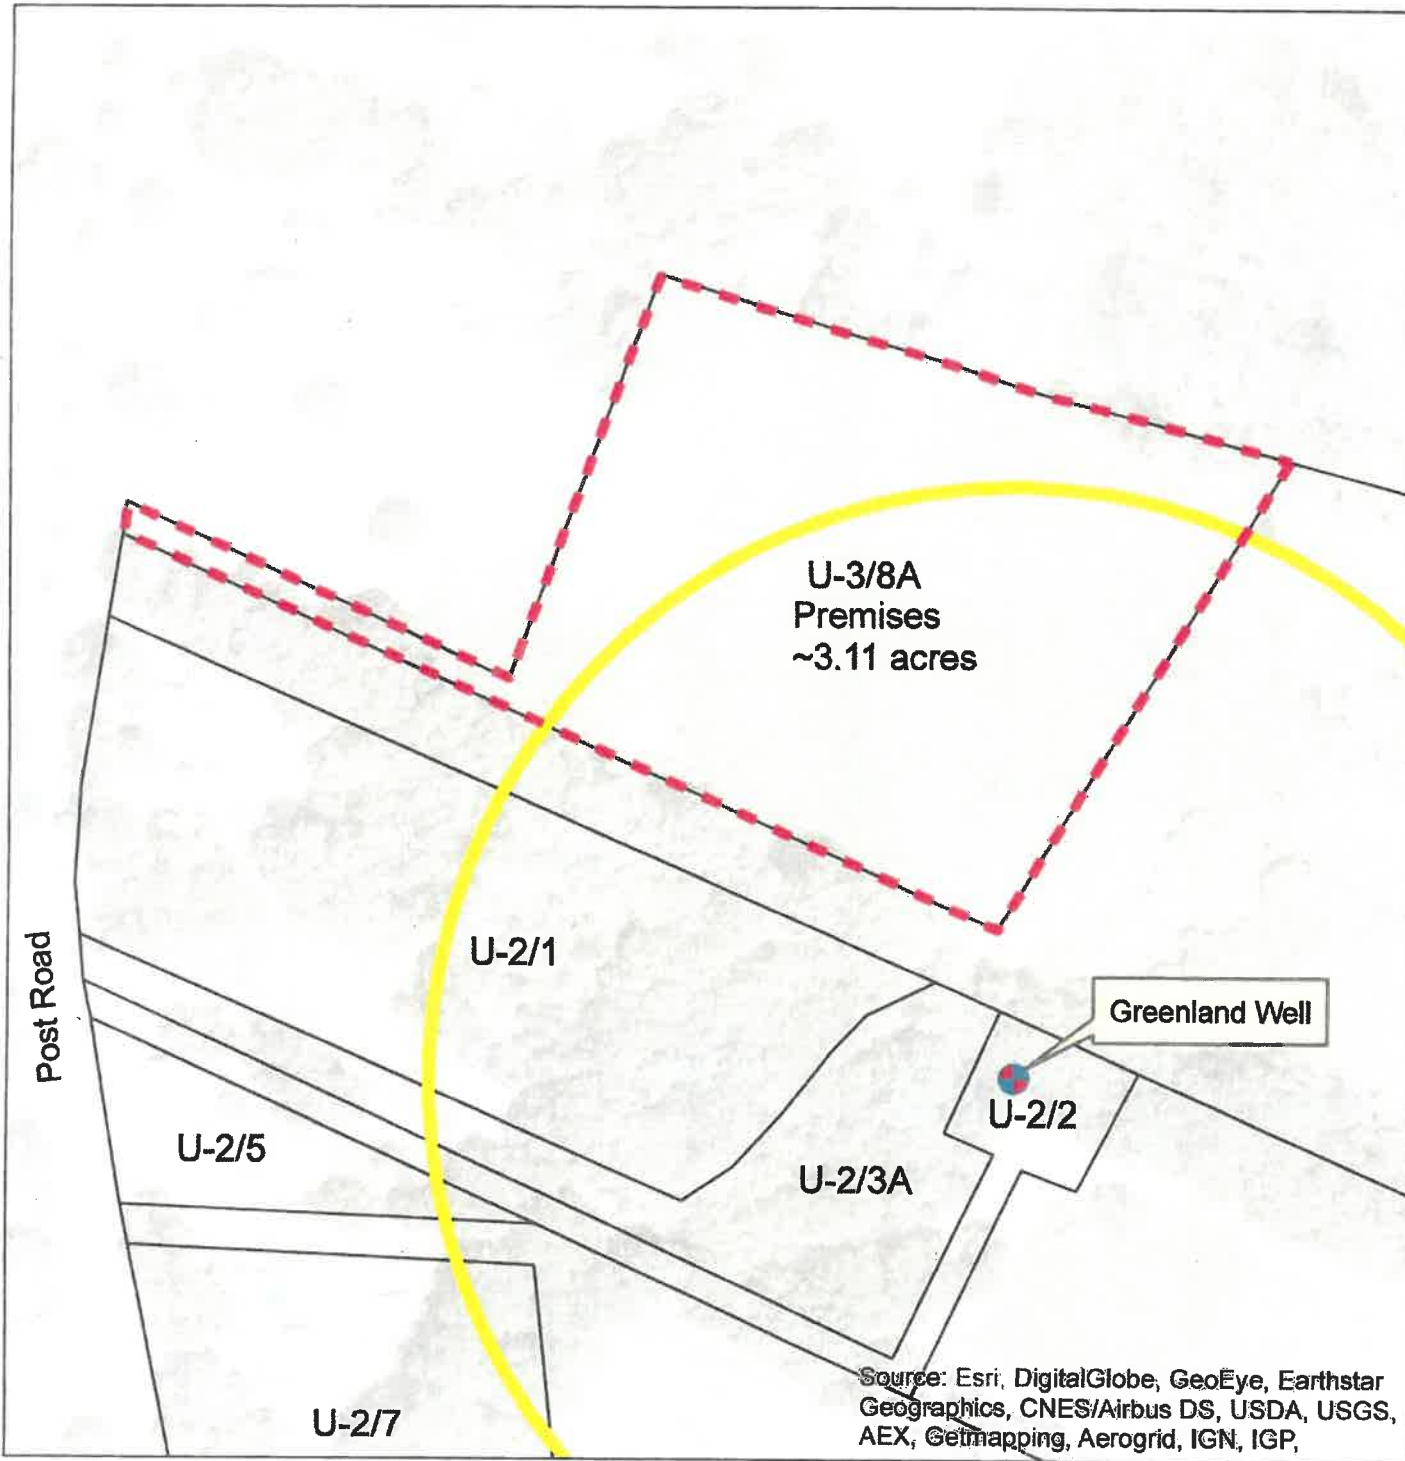 U-3/8A
Premises
~3.11 acres
U-2/1
Post Road
Greenland Well
U-2/2
U-2/5
U-2/3A
U-2/7
Source: Esri, DigitalGlobe, GeoEye, Earthstar
Geographics, CNES/Airbus DS, USDA, USGS,
AEX, Getmapping, Aerogrid, IGN, IGP,